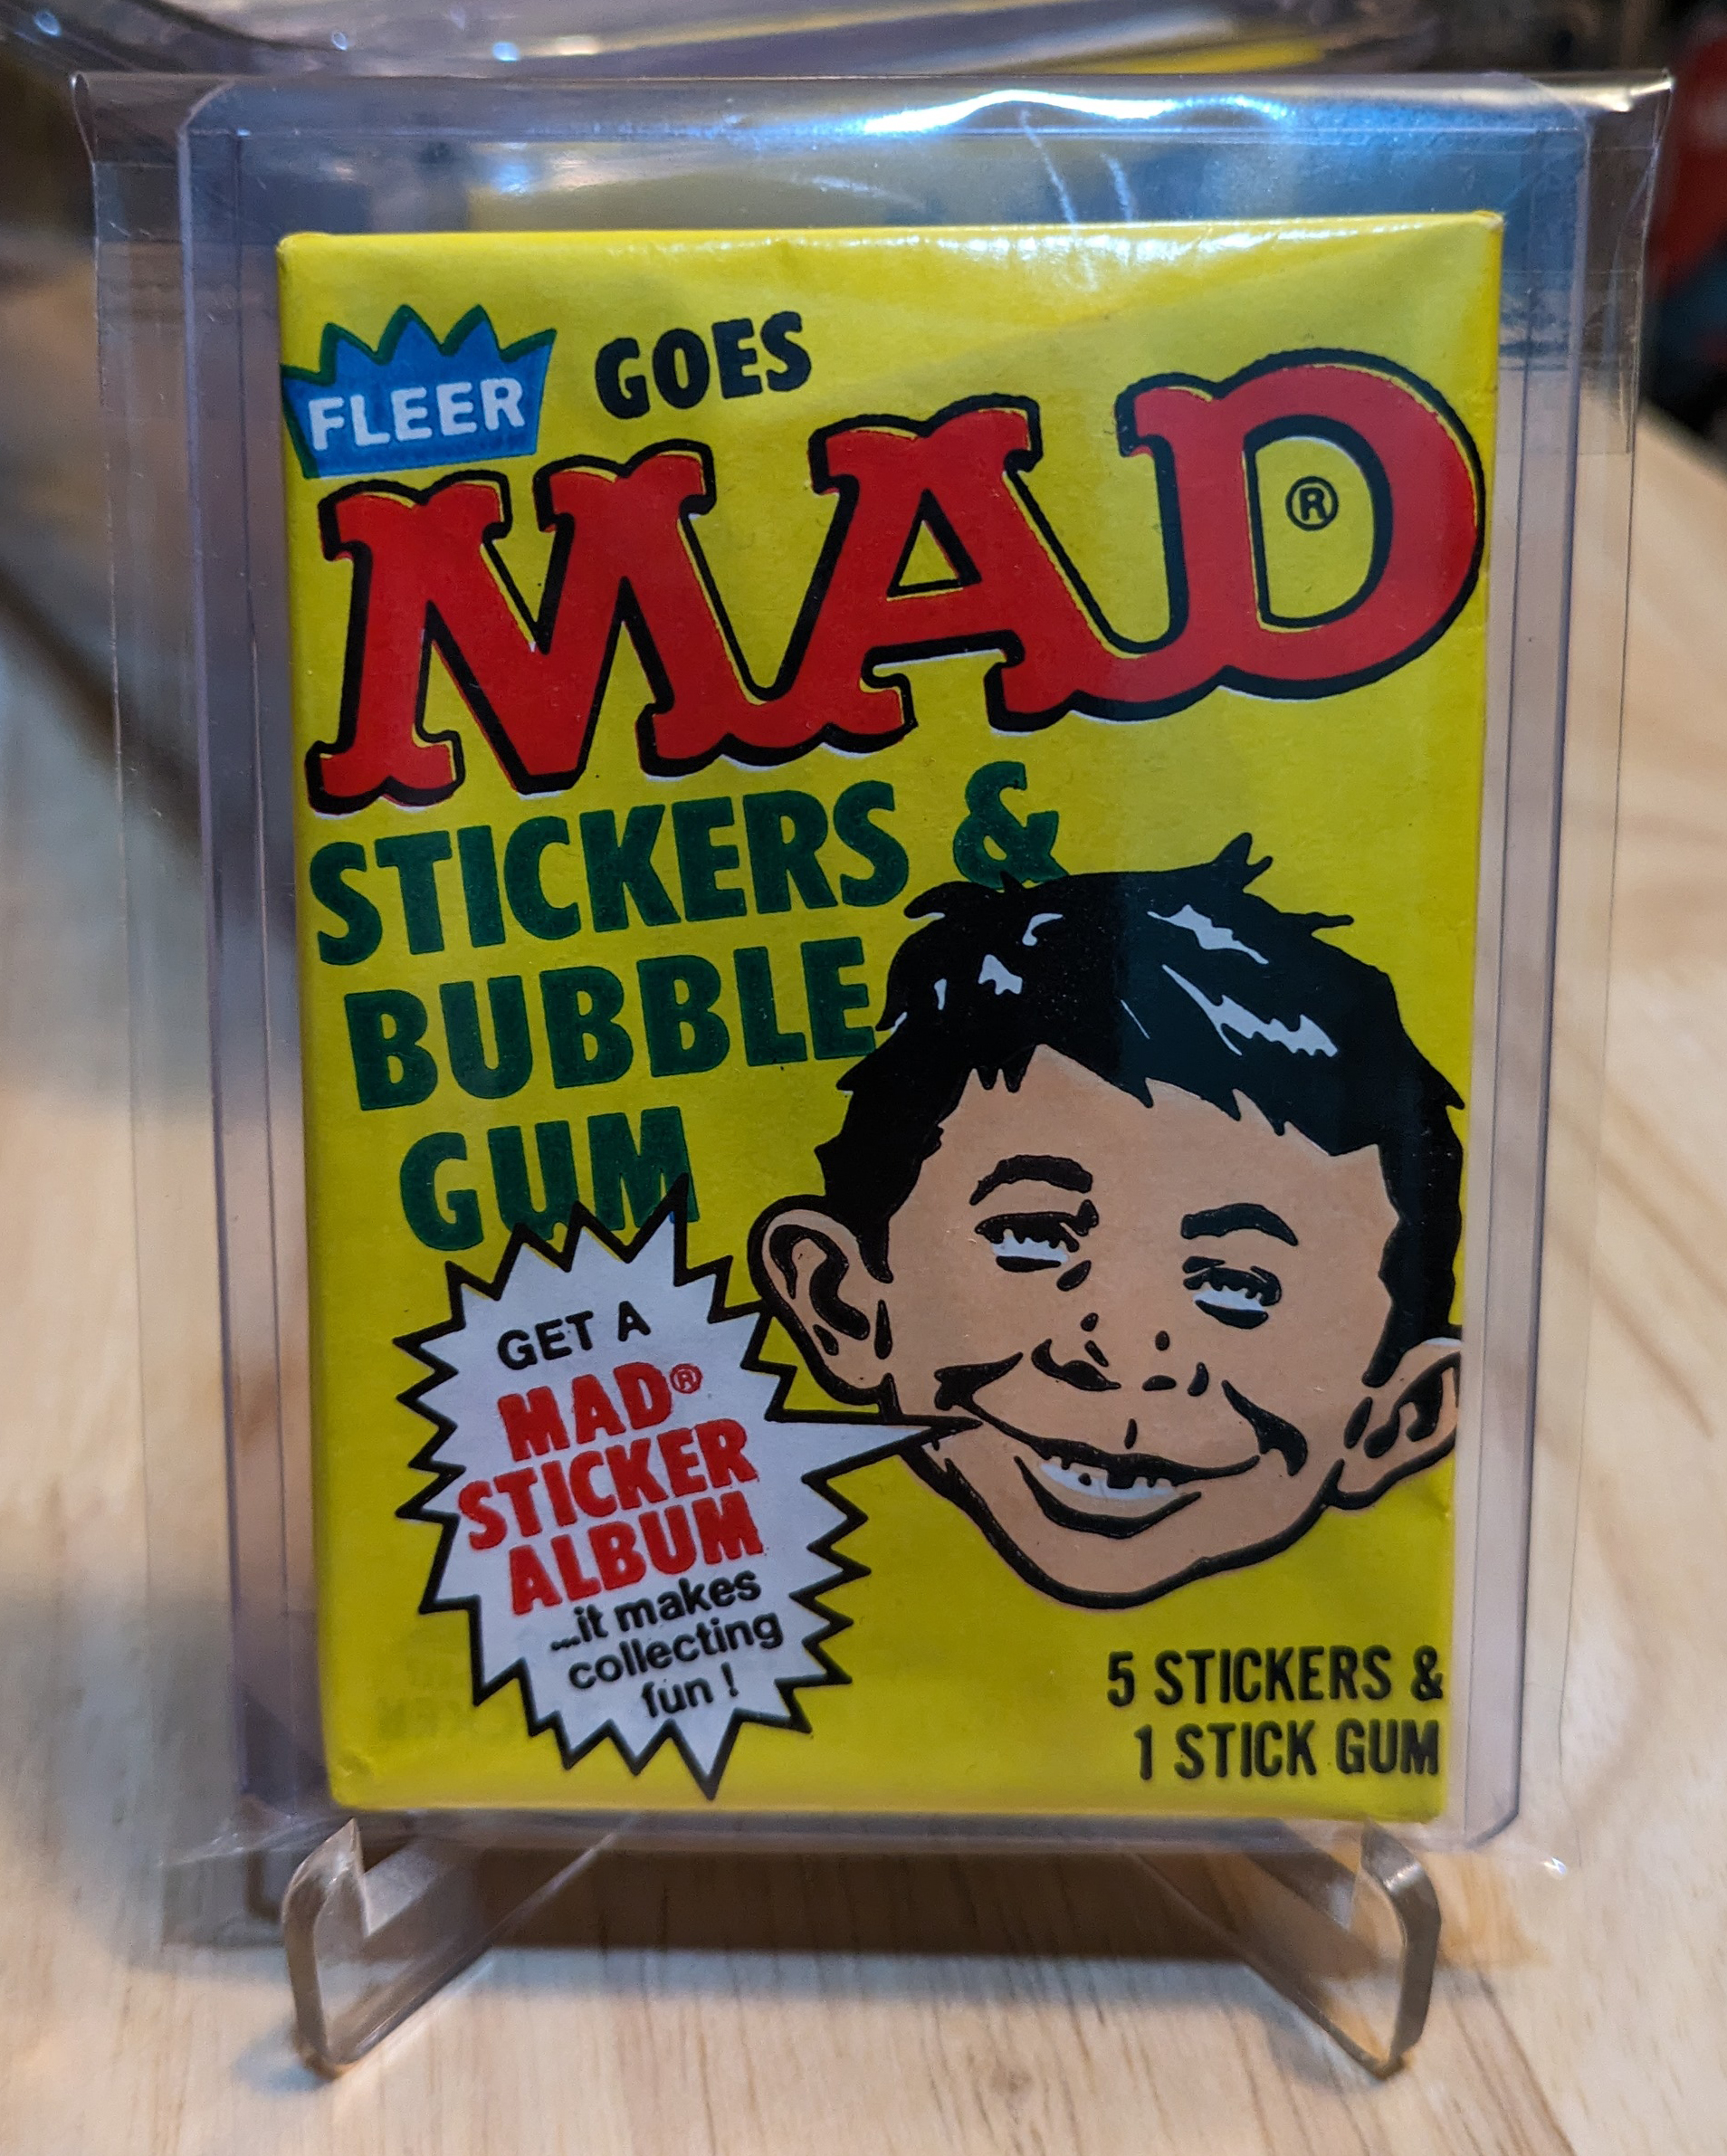 FLEER GOES
MAD®
STICKERS &
BUBBLE
GUM
GET A
MAD®
STICKER
ALBUM
...it makes
collecting
fun!
5 STICKERS &
1 STICK GUM